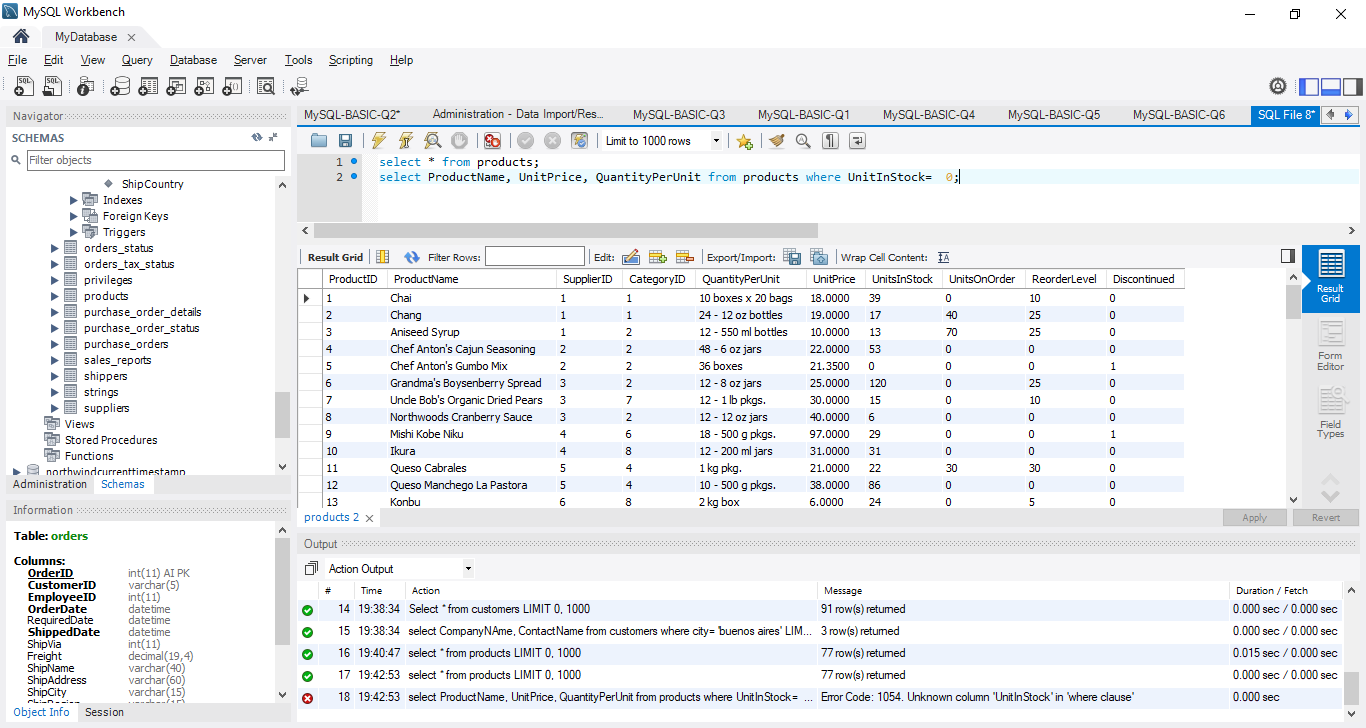 MySQL Workbench
MyDatabase
File Edit View Query Database Server Tools Scripting Help
Navigator
SCHEMAS
Filter objects
ShipCountry
Indexes
Foreign Keys
Triggers
orders_status
orders_tax_status
privileges
products
purchase_order_details
purchase_order_status
purchase_orders
sales_reports
shippers
strings
suppliers
Views
Stored Procedures
Functions
northwindcurrenttimestamp
Administration Schemas
Information
Table: orders
Columns:
OrderID int(11) AI PK
CustomerID varchar(5)
EmployeeID int(11)
OrderDate datetime
RequiredDate datetime
ShippedDate datetime
ShipVia int(11)
Freight decimal(19,4)
ShipName varchar(40)
ShipAddress varchar(60)
ShipCity varchar(15)
ShipRegion varchar(15)
Object Info Session
MySQL-BASIC-Q2* Administration - Data Import/Res... MySQL-BASIC-Q3 MySQL-BASIC-Q1 MySQL-BASIC-Q4 MySQL-BASIC-Q5 MySQL-BASIC-Q6 SQL File 8*
Limit to 1000 rows
1 select * from products;
2 select ProductName, UnitPrice, QuantityPerUnit from products where UnitInStock= 0;
Result Grid Filter Rows: Edit: Export/Import: Wrap Cell Content:
ProductID ProductName SupplierID CategoryID QuantityPerUnit UnitPrice UnitsInStock UnitsOnOrder ReorderLevel Discontinued
1 Chai 1 1 10 boxes x 20 bags 18.0000 39 0 10 0
2 Chang 1 1 24 - 12 oz bottles 19.0000 17 40 25 0
3 Aniseed Syrup 1 2 12 - 550 ml bottles 10.0000 13 70 25 0
4 Chef Anton's Cajun Seasoning 2 2 48 - 6 oz jars 22.0000 53 0 0 0
5 Chef Anton's Gumbo Mix 2 2 36 boxes 21.3500 0 0 0 1
6 Grandma's Boysenberry Spread 3 2 12 - 8 oz jars 25.0000 120 0 25 0
7 Uncle Bob's Organic Dried Pears 3 7 12 - 1 lb pkgs. 30.0000 15 0 10 0
8 Northwoods Cranberry Sauce 3 2 12 - 12 oz jars 40.0000 6 0 0 0
9 Mishi Kobe Niku 4 6 18 - 500 g pkgs. 97.0000 29 0 0 1
10 Ikura 4 8 12 - 200 ml jars 31.0000 31 0 0 0
11 Queso Cabrales 5 4 1 kg pkg. 21.0000 22 30 30 0
12 Queso Manchego La Pastora 5 4 10 - 500 g pkgs. 38.0000 86 0 0 0
13 Konbu 6 8 2 kg box 6.0000 24 0 5 0
Result Grid
Form Editor
Field Types
products 2
Apply Revert
Output
Action Output
# Time Action Message Duration / Fetch
14 19:38:34 Select * from customers LIMIT 0, 1000 91 row(s) returned 0.000 sec / 0.000 sec
15 19:38:34 select CompanyNAme, ContactName from customers where city= 'buenos aires' LIM... 3 row(s) returned 0.000 sec / 0.000 sec
16 19:40:47 select * from products LIMIT 0, 1000 77 row(s) returned 0.015 sec / 0.000 sec
17 19:42:53 select * from products LIMIT 0, 1000 77 row(s) returned 0.000 sec / 0.000 sec
18 19:42:53 select ProductName, UnitPrice, QuantityPerUnit from products where UnitInStock= ... Error Code: 1054. Unknown column 'UnitInStock' in 'where clause' 0.000 sec